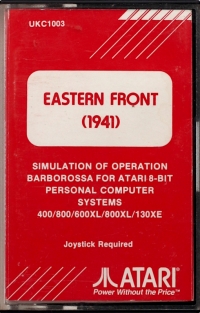 UKC1003
EASTERN FRONT
(1941)
SIMULATION OF OPERATION
BARBOROSSA FOR ATARI 8-BIT
PERSONAL COMPUTER
SYSTEMS
400/800/600XL/800XL/130XE
Joystick Required
ATARI
Power Without the Price™